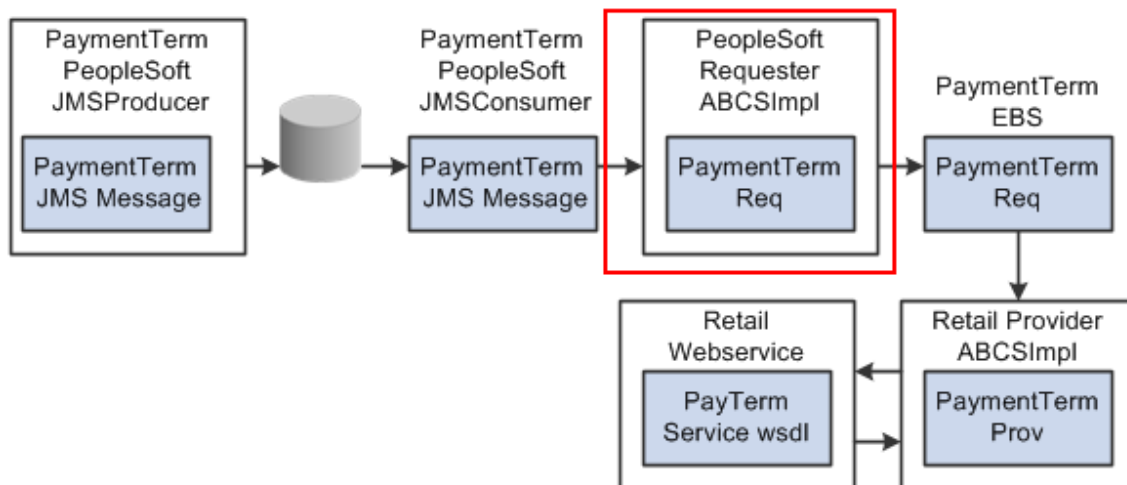 PaymentTerm
PeopleSoft
JMSProducer
PaymentTerm
JMS Message
PaymentTerm
PeopleSoft
JMSConsumer
PaymentTerm
JMS Message
PeopleSoft
Requester
ABCSImpl
PaymentTerm
Req
PaymentTerm
EBS
PaymentTerm
Req
Retail
Webservice
PayTerm
Service wsdl
Retail Provider
ABCSImpl
PaymentTerm
Prov